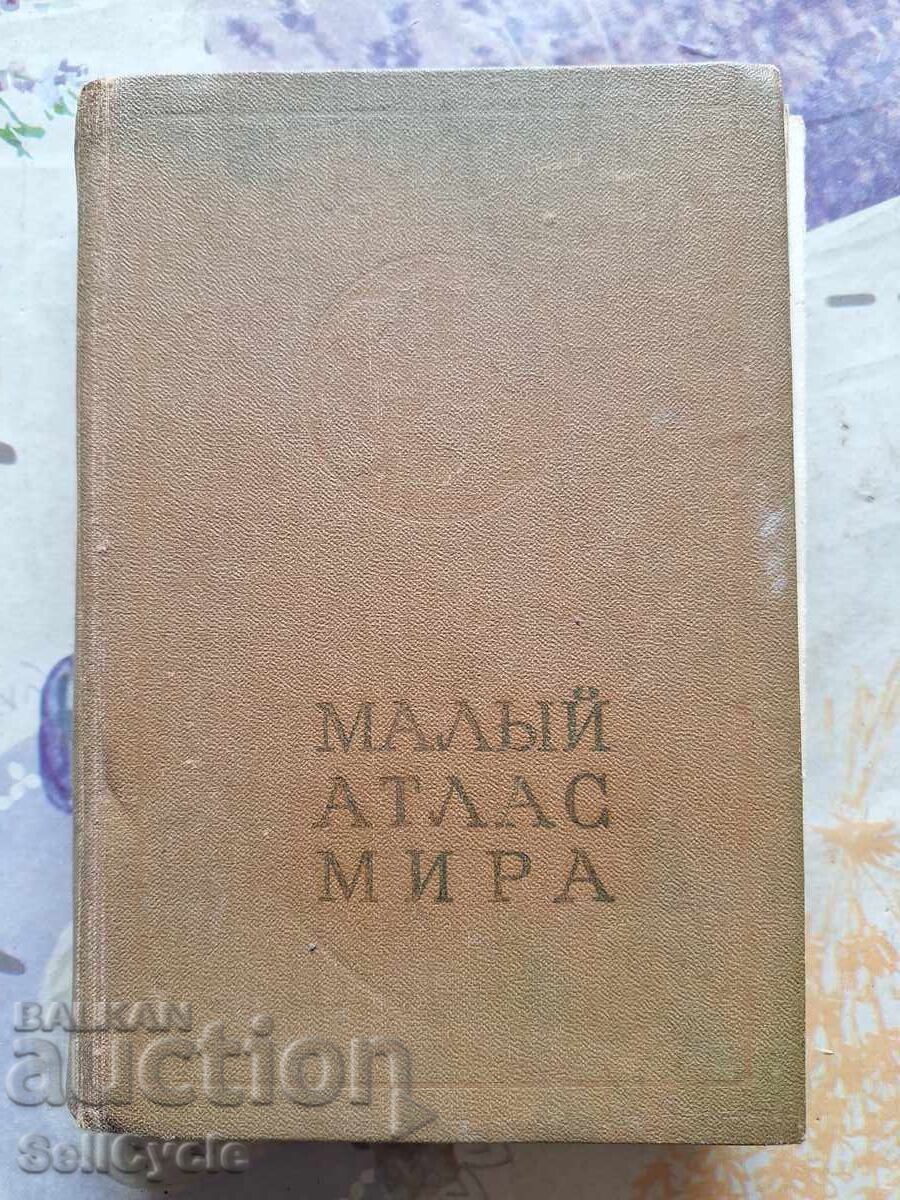 МАЛЫЙ
АТЛАС
МИРА
BALKAN
auction
SellCycle